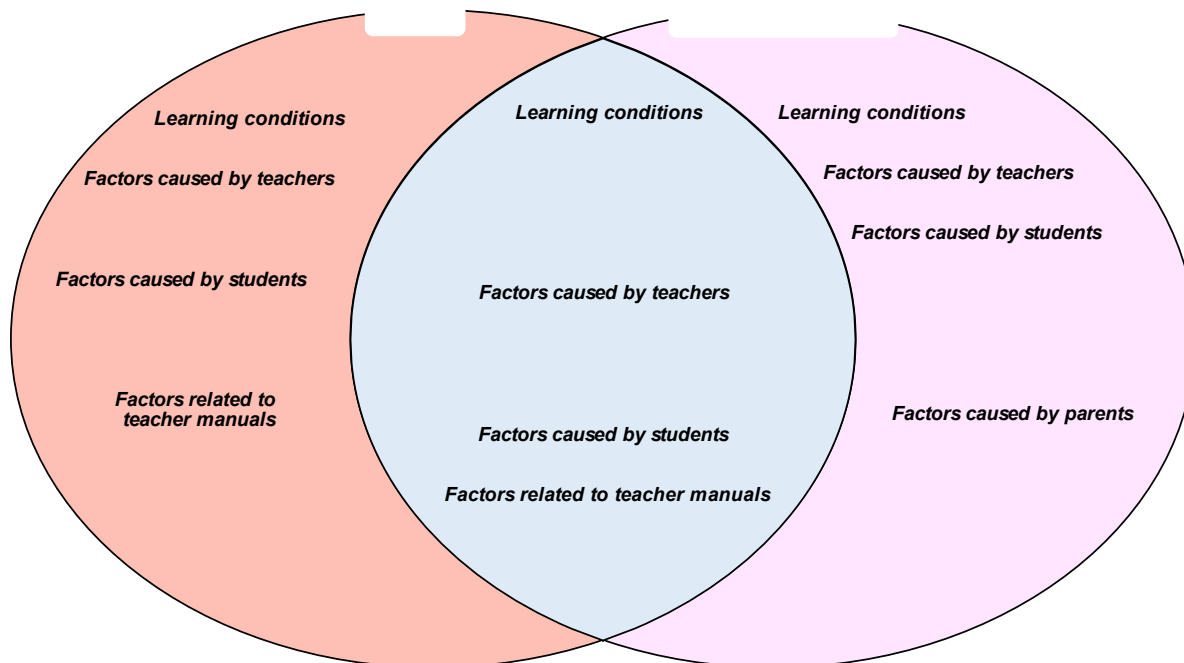 Learning conditions
Factors caused by teachers
Factors caused by students
Factors related to
teacher manuals
Learning conditions
Factors caused by teachers
Factors caused by students
Factors related to teacher manuals
Learning conditions
Factors caused by teachers
Factors caused by students
Factors caused by parents